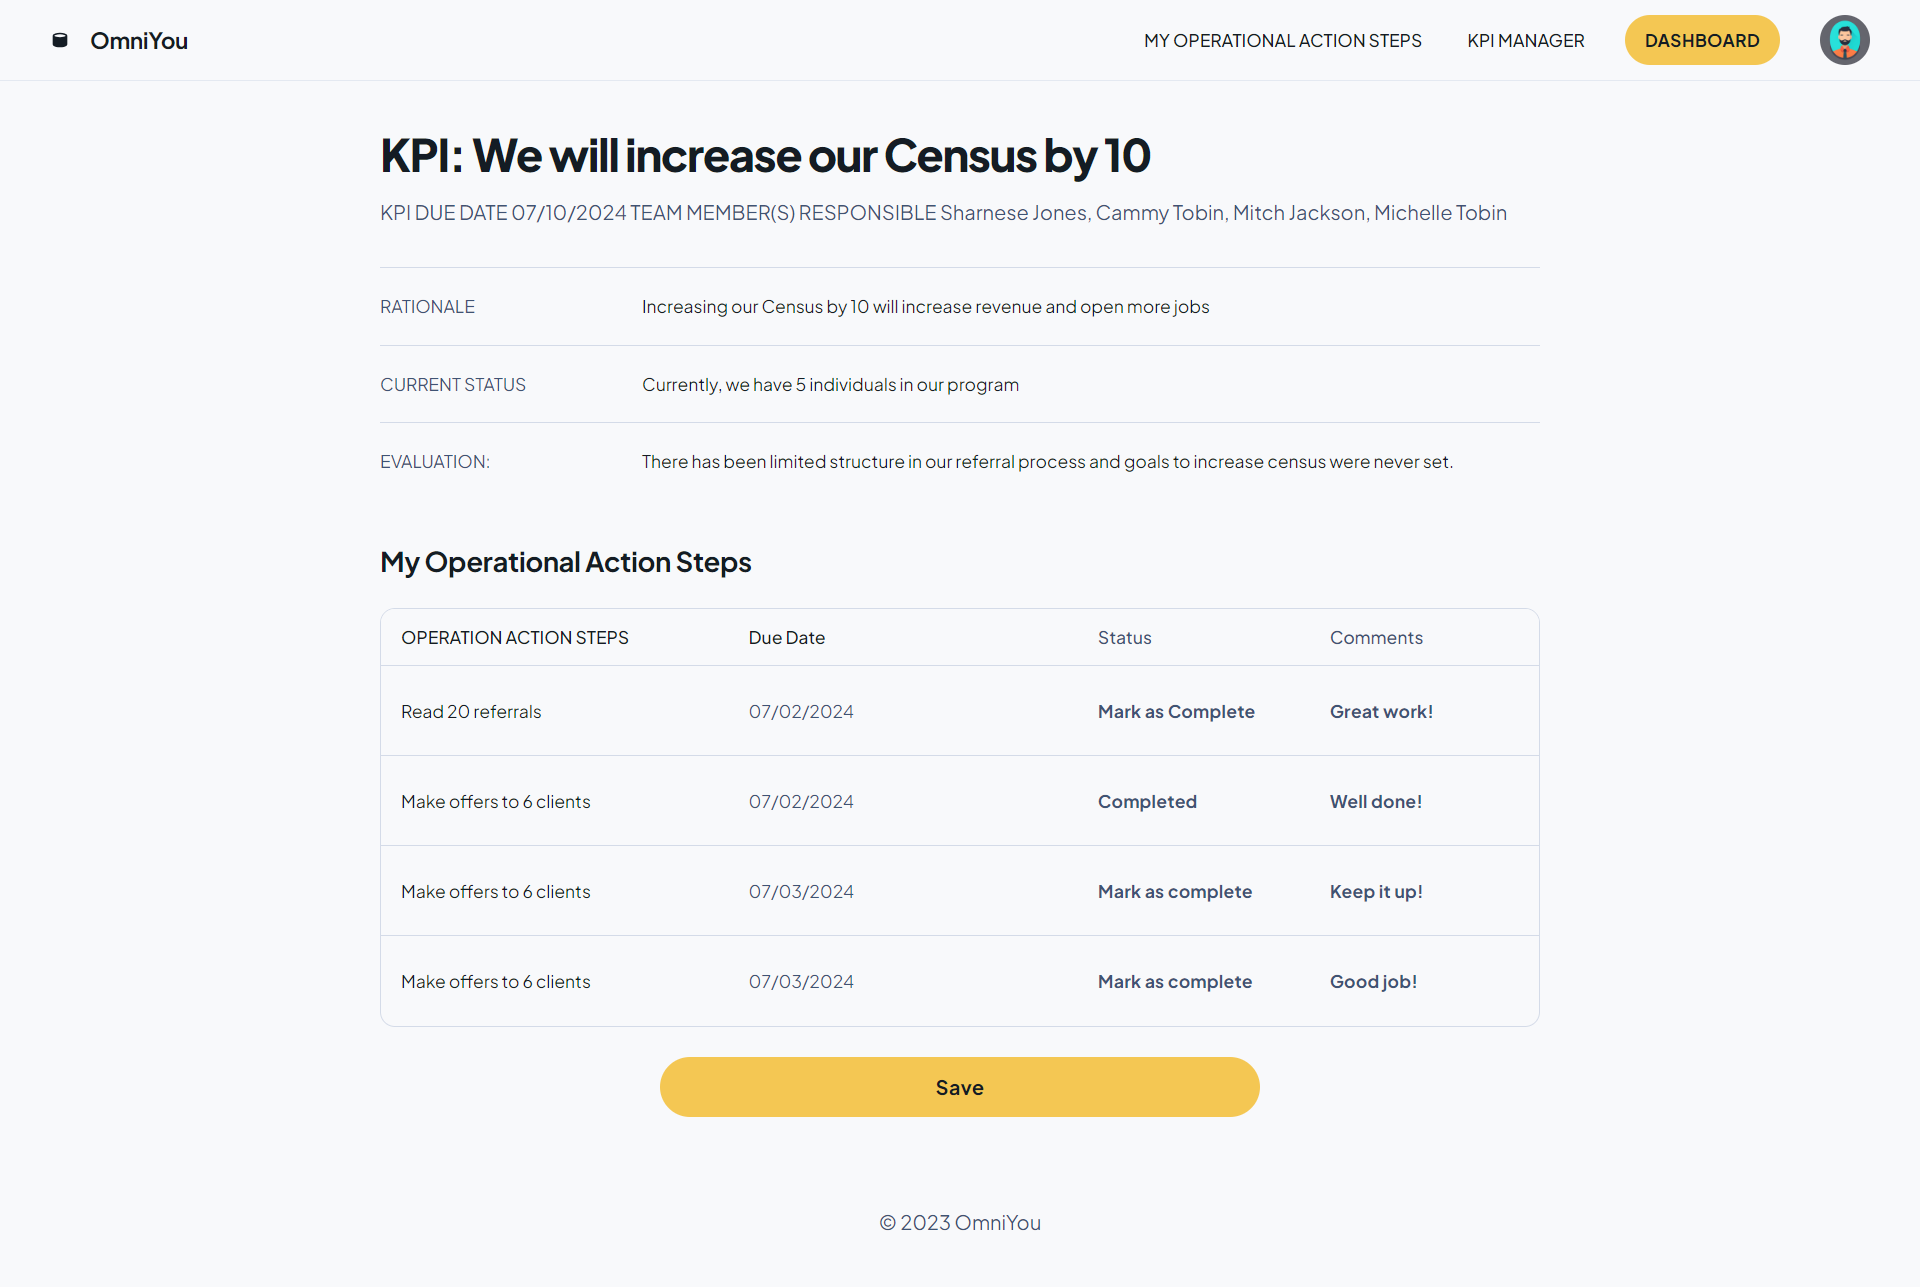 OmniYou
MY OPERATIONAL ACTION STEPS
KPI MANAGER
DASHBOARD
KPI: We will increase our Census by 10
KPI DUE DATE 07/10/2024 TEAM MEMBER(S) RESPONSIBLE Sharnese Jones, Cammy Tobin, Mitch Jackson, Michelle Tobin
RATIONALE Increasing our Census by 10 will increase revenue and open more jobs
CURRENT STATUS Currently, we have 5 individuals in our program
EVALUATION: There has been limited structure in our referral process and goals to increase census were never set.
My Operational Action Steps
OPERATION ACTION STEPS Due Date Status Comments
Read 20 referrals 07/02/2024 Mark as Complete Great work!
Make offers to 6 clients 07/02/2024 Completed Well done!
Make offers to 6 clients 07/03/2024 Mark as complete Keep it up!
Make offers to 6 clients 07/03/2024 Mark as complete Good job!
Save
© 2023 OmniYou